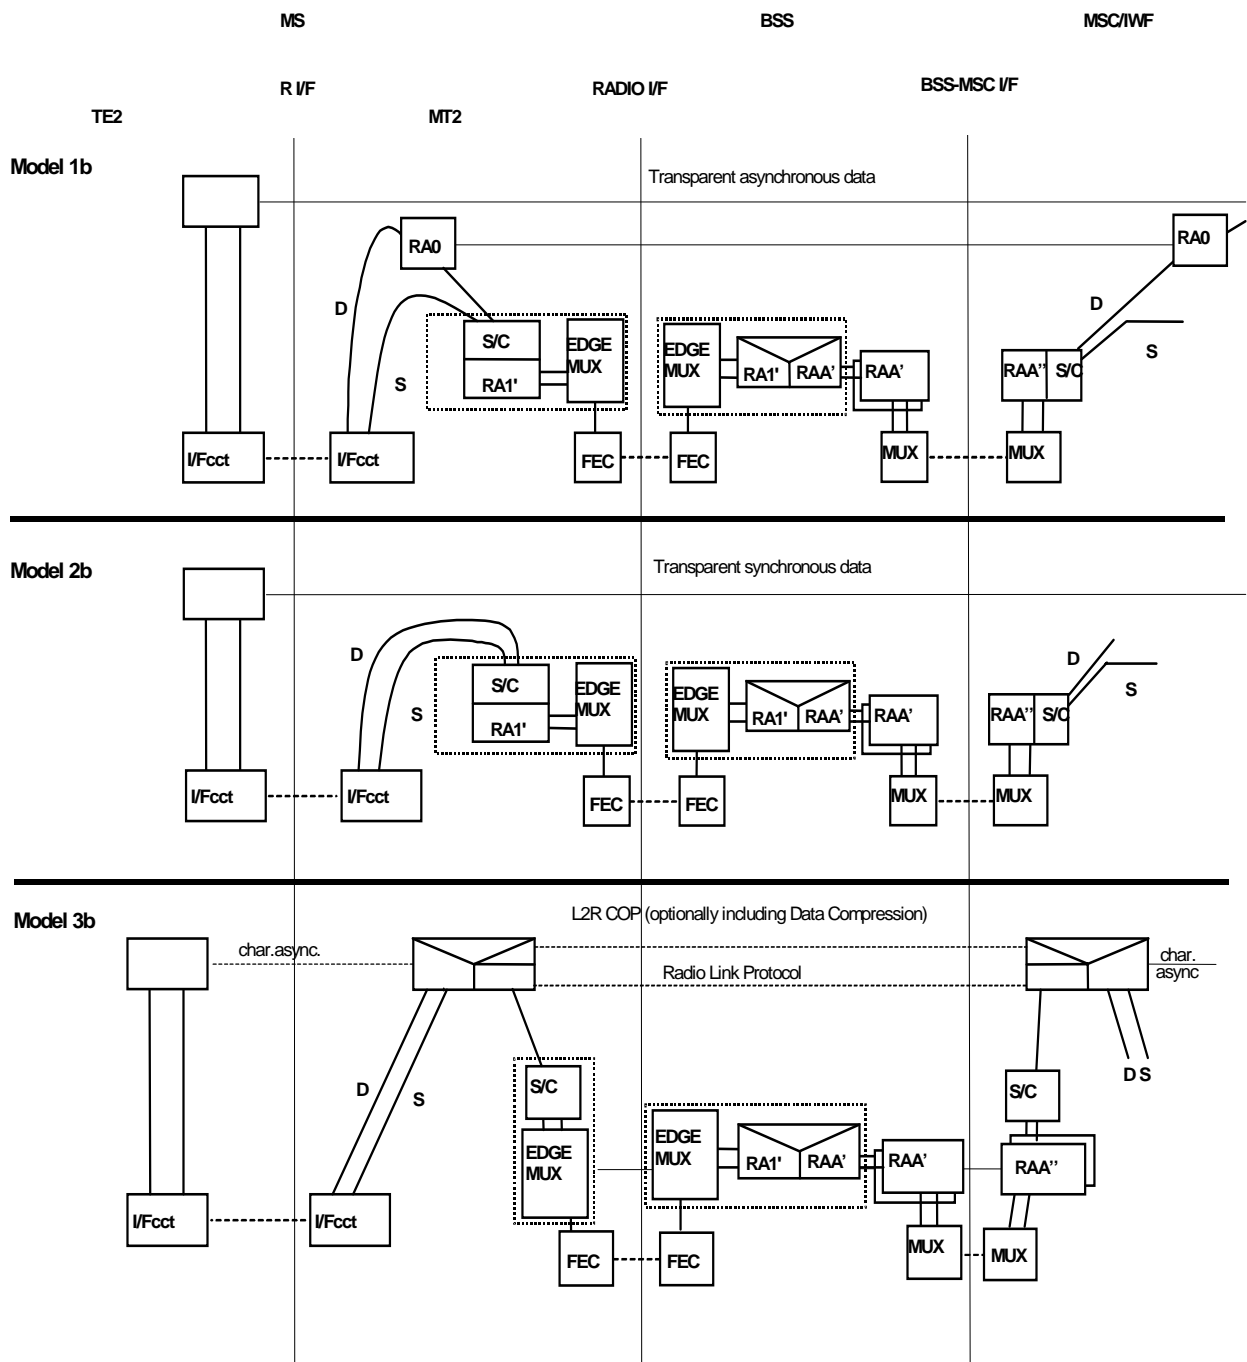 MS BSS MSC/IWF
R I/F RADIO I/F BSS-MSC I/F
TE2 MT2
Model 1b
Transparent asynchronous data
RA0 RA0
D D
S/C EDGE MUX EDGE MUX S
RA1' RA1' RAA' RAA' RAA'' S/C
S
I/Fcct I/Fcct FEC FEC MUX MUX
Model 2b
Transparent synchronous data
D D
S/C EDGE MUX EDGE MUX S
S RA1' RA1' RAA' RAA' RAA'' S/C
I/Fcct I/Fcct FEC FEC MUX MUX
Model 3b
L2R COP (optionally including Data Compression)
char.async. char. async
Radio Link Protocol
D S S/C D S
S/C
EDGE MUX EDGE MUX RA1' RAA' RAA' RAA''
I/Fcct I/Fcct FEC FEC MUX MUX